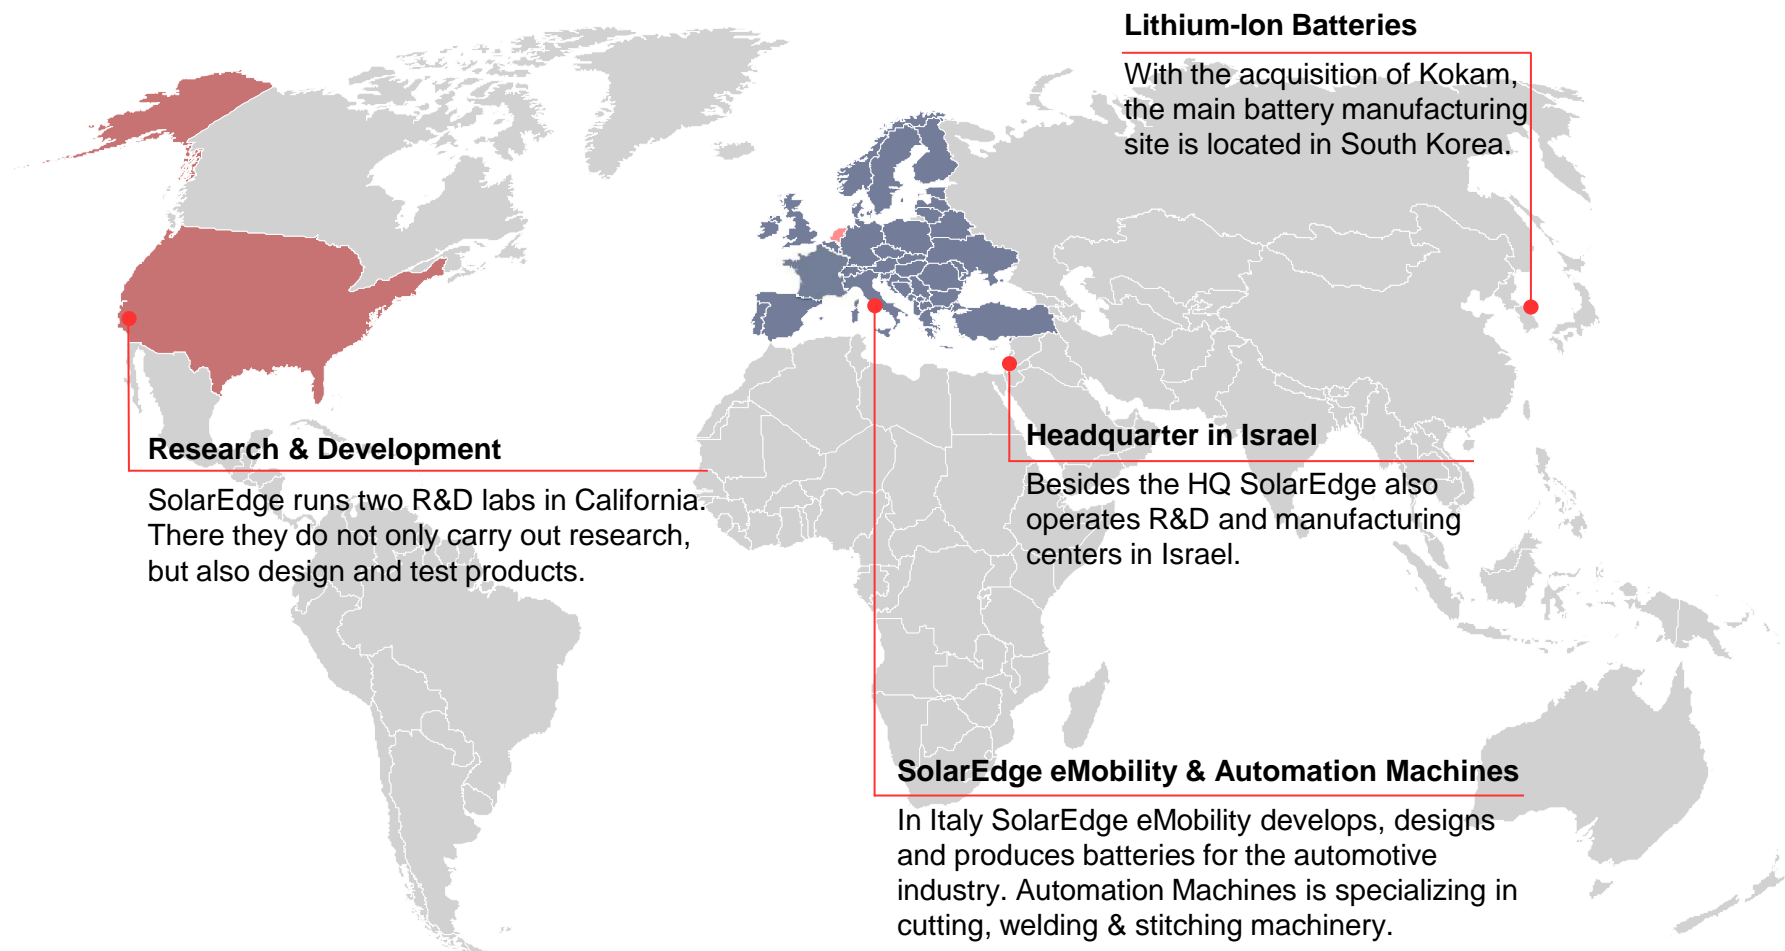 Lithium-Ion Batteries
With the acquisition of Kokam,
the main battery manufacturing
site is located in South Korea.
Research & Development
SolarEdge runs two R&D labs in California.
There they do not only carry out research,
but also design and test products.
Headquarter in Israel
Besides the HQ SolarEdge also
operates R&D and manufacturing
centers in Israel.
SolarEdge eMobility & Automation Machines
In Italy SolarEdge eMobility develops, designs
and produces batteries for the automotive
industry. Automation Machines is specializing in
cutting, welding & stitching machinery.